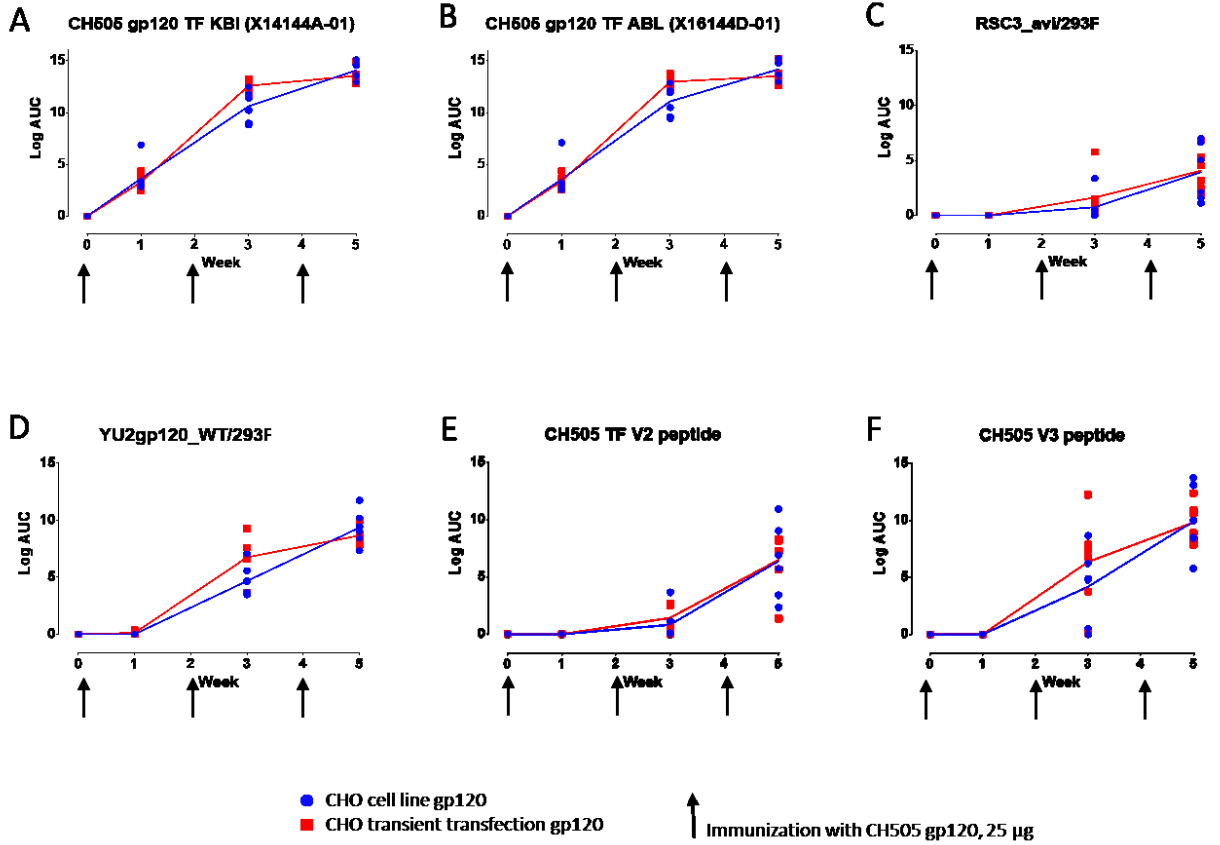 A
CH505 gp120 TF KBI (X14144A-01)
15
10
5
0
Log AUC
0 1 2 3 4 5
Week
B
CH505 gp120 TF ABL (X16144D-01)
15
10
5
0
Log AUC
0 1 2 3 4 5
Week
C
RSC3_avi/293F
15
10
5
0
Log AUC
0 1 2 3 4 5
Week
D
YU2gp120_WT/293F
15
10
5
0
Log AUC
0 1 2 3 4 5
Week
E
CH505 TF V2 peptide
15
10
5
0
Log AUC
0 1 2 3 4 5
Week
F
CH505 V3 peptide
15
10
5
0
Log AUC
0 1 2 3 4 5
Week
CHO cell line gp120
CHO transient transfection gp120
Immunization with CH505 gp120, 25 µg